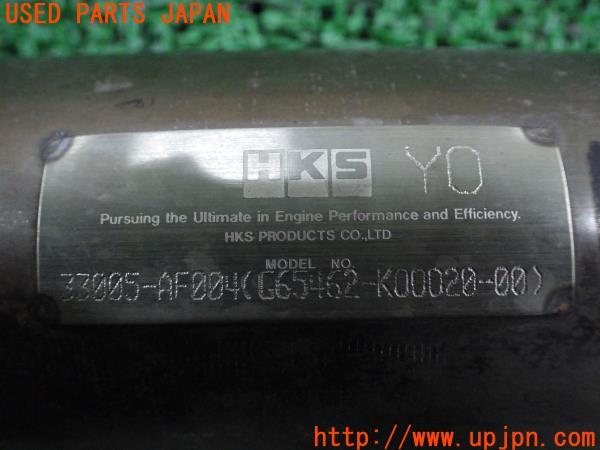 USED PARTS JAPAN
HKS YO
Pursuing the Ultimate in Engine Performance and Efficiency.
HKS PRODUCTS CO.,LTD
MODEL NO.
33005-AF004(G65462-K00020-00)
http://www.upjpn.com/